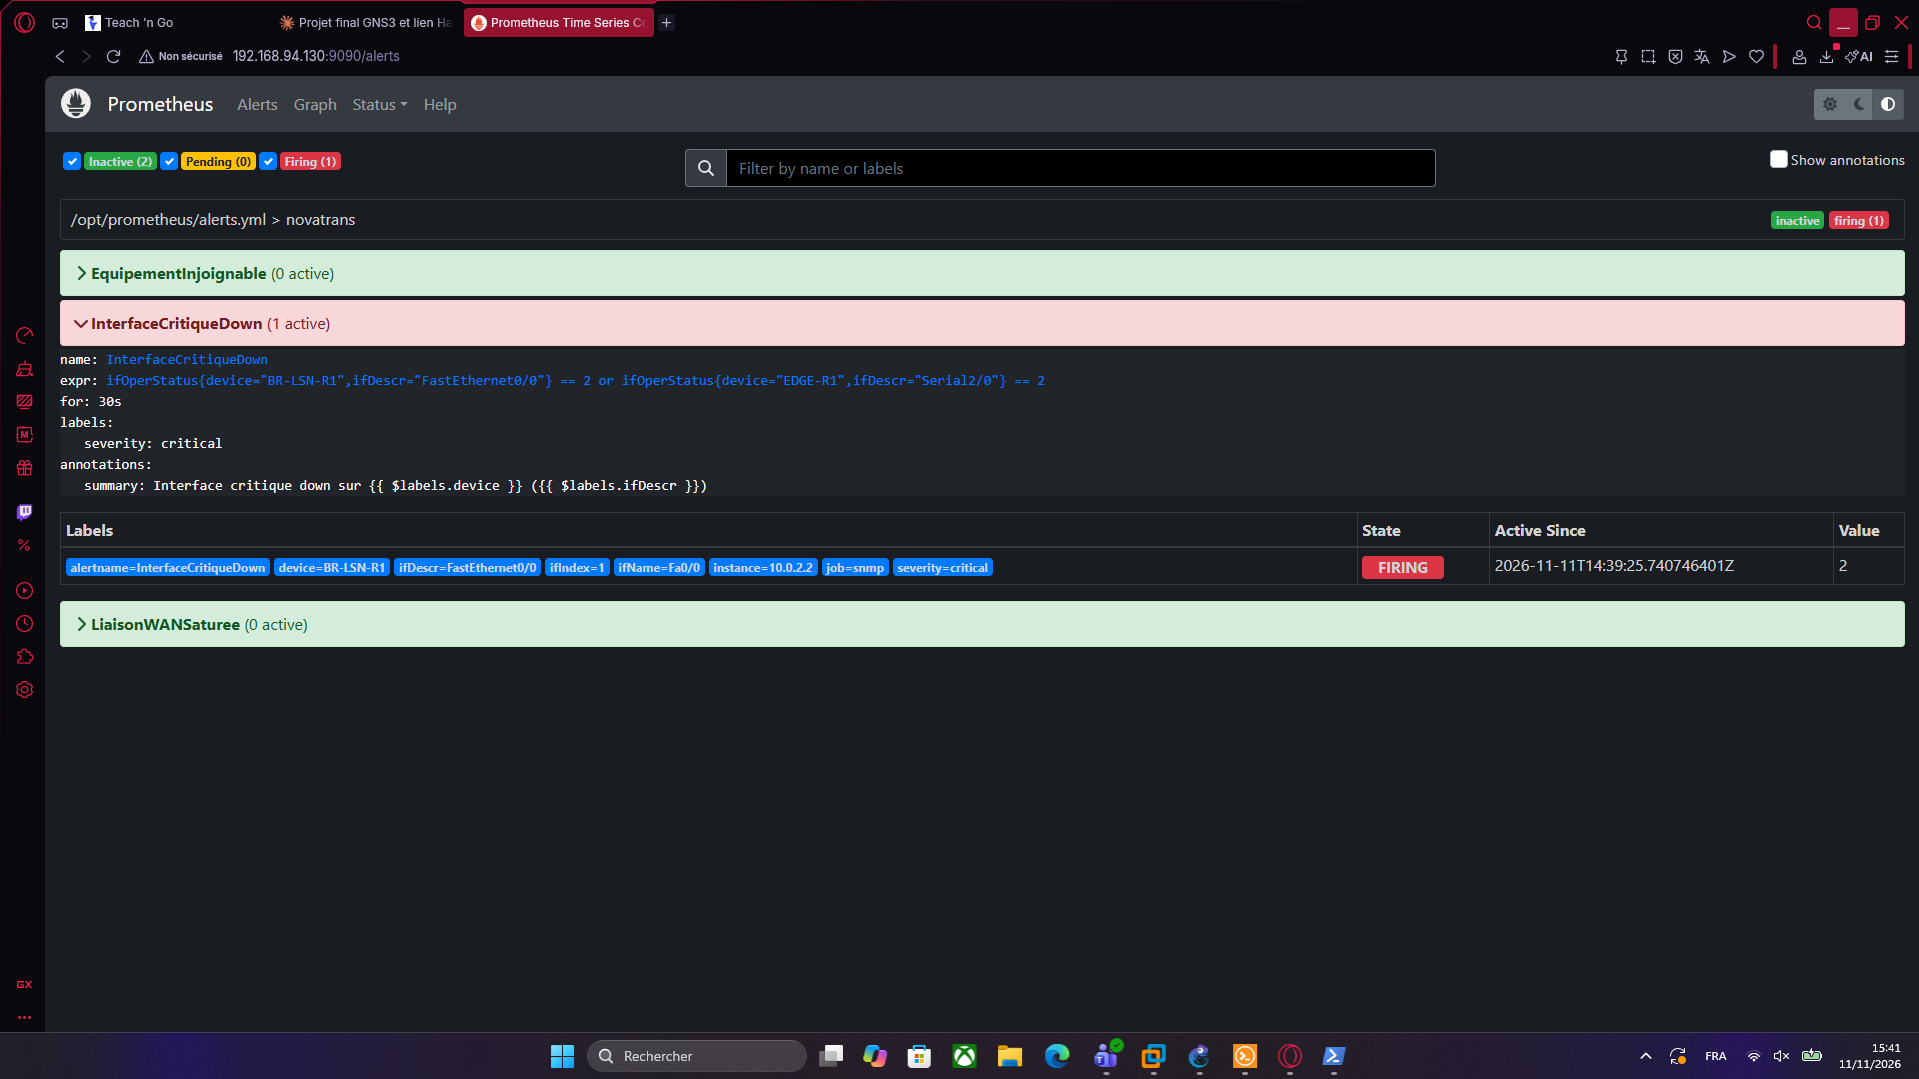 Teach 'n Go
Projet final GNS3 et lien Ha
Prometheus Time Series Co
Non sécurisé
192.168.94.130:9090/alerts
AI
Prometheus
Alerts
Graph
Status
Help
Inactive (2)
Pending (0)
Firing (1)
Filter by name or labels
Show annotations
/opt/prometheus/alerts.yml > novatrans
inactive
firing (1)
EquipementInjoignable (0 active)
InterfaceCritiqueDown (1 active)
name: InterfaceCritiqueDown
expr: ifOperStatus{device="BR-LSN-R1",ifDescr="FastEthernet0/0"} == 2 or ifOperStatus{device="EDGE-R1",ifDescr="Serial2/0"} == 2
for: 30s
labels:
severity: critical
annotations:
summary: Interface critique down sur {{ $labels.device }} ({{ $labels.ifDescr }})
Labels
State
Active Since
Value
alertname=InterfaceCritiqueDown
device=BR-LSN-R1
ifDescr=FastEthernet0/0
ifIndex=1
ifName=Fa0/0
instance=10.0.2.2
job=snmp
severity=critical
FIRING
2026-11-11T14:39:25.740746401Z
2
LiaisonWANSaturee (0 active)
GX
Rechercher
FRA
15:41
11/11/2026